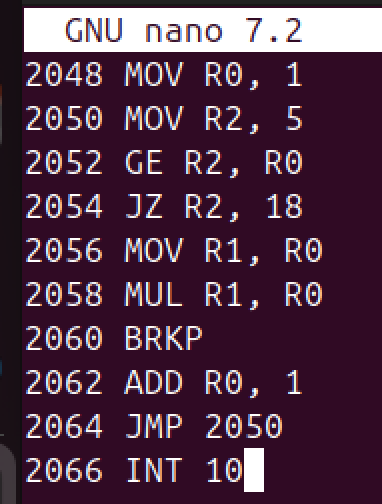 GNU nano 7.2
2048 MOV R0, 1
2050 MOV R2, 5
2052 GE R2, R0
2054 JZ R2, 18
2056 MOV R1, R0
2058 MUL R1, R0
2060 BRKP
2062 ADD R0, 1
2064 JMP 2050
2066 INT 10